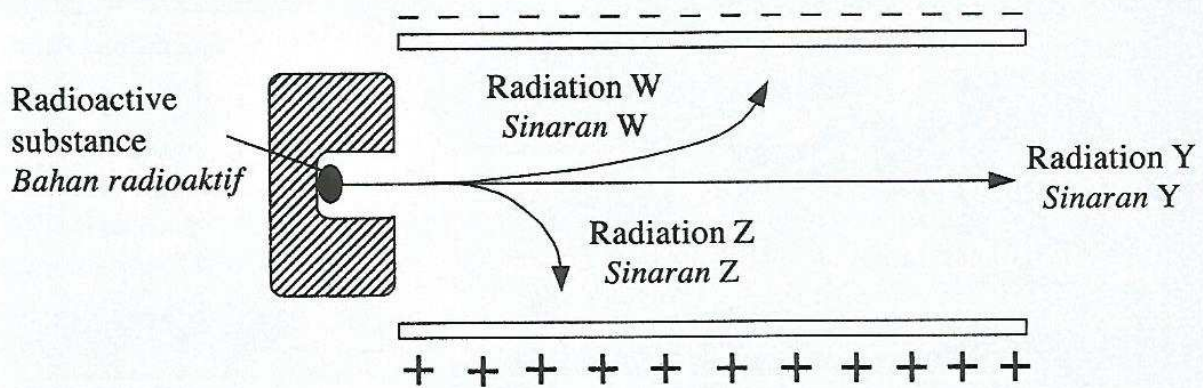 − − − − − − − − − − −
Radioactive
substance
Bahan radioaktif
Radiation W
Sinaran W
Radiation Y
Sinaran Y
Radiation Z
Sinaran Z
+ + + + + + + + + + +